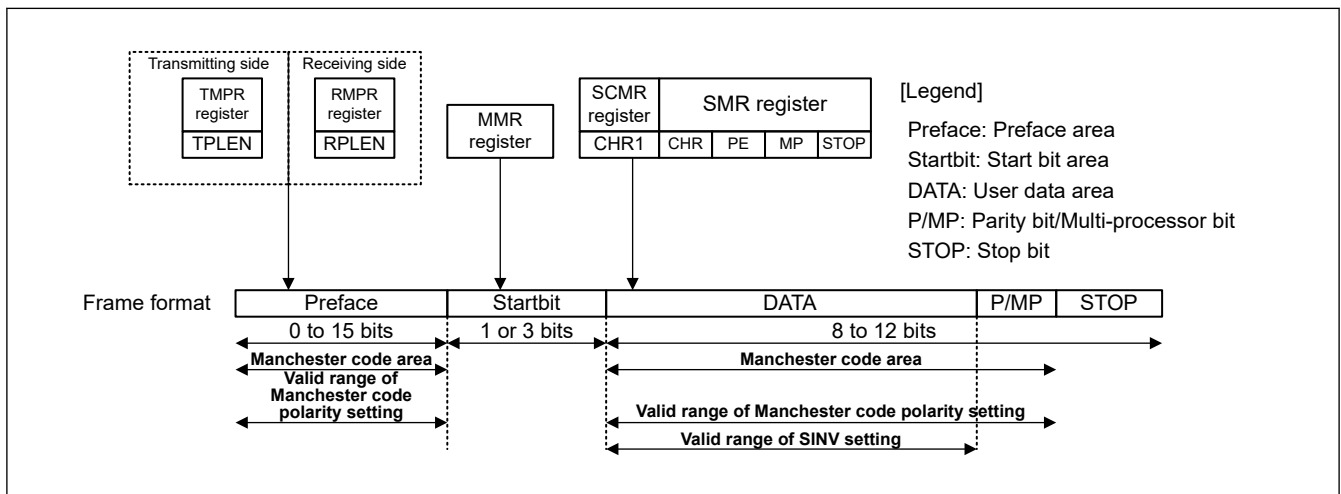 Transmitting side
Receiving side
TMPR
register
TPLEN
RMPR
register
RPLEN
MMR
register
SCMR
register
CHR1
SMR register
CHR PE MP STOP
[Legend]
Preface: Preface area
Startbit: Start bit area
DATA: User data area
P/MP: Parity bit/Multi-processor bit
STOP: Stop bit
Frame format
Preface Startbit DATA P/MP STOP
0 to 15 bits 1 or 3 bits 8 to 12 bits
Manchester code area
Valid range of
Manchester code
polarity setting
Manchester code area
Valid range of Manchester code polarity setting
Valid range of SINV setting